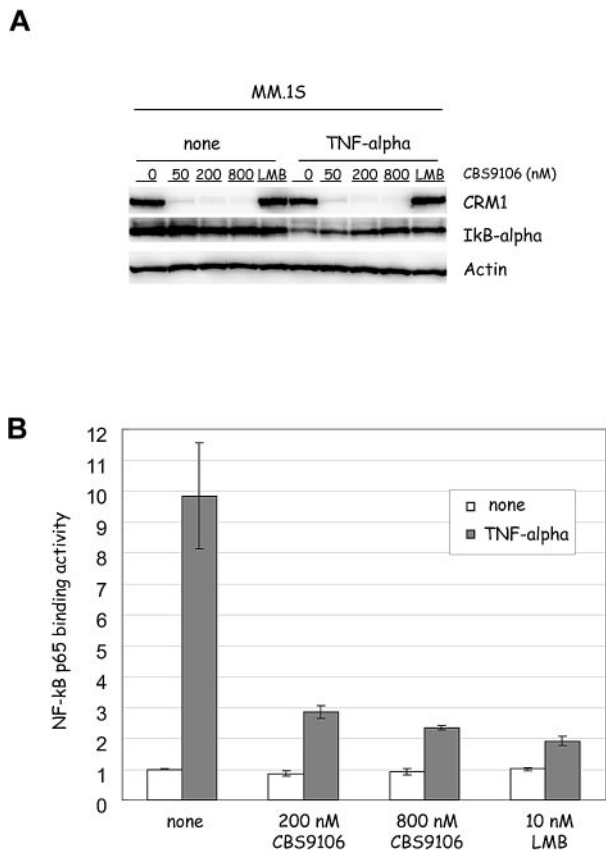 A
MM.1S
none TNF-alpha
0 50 200 800 LMB 0 50 200 800 LMB CBS9106 (nM)
CRM1
IkB-alpha
Actin
B
NF-kB p65 binding activity
12
11
10
9
8
7
6
5
4
3
2
1
0
none
TNF-alpha
none 200 nM 800 nM 10 nM
CBS9106 CBS9106 LMB